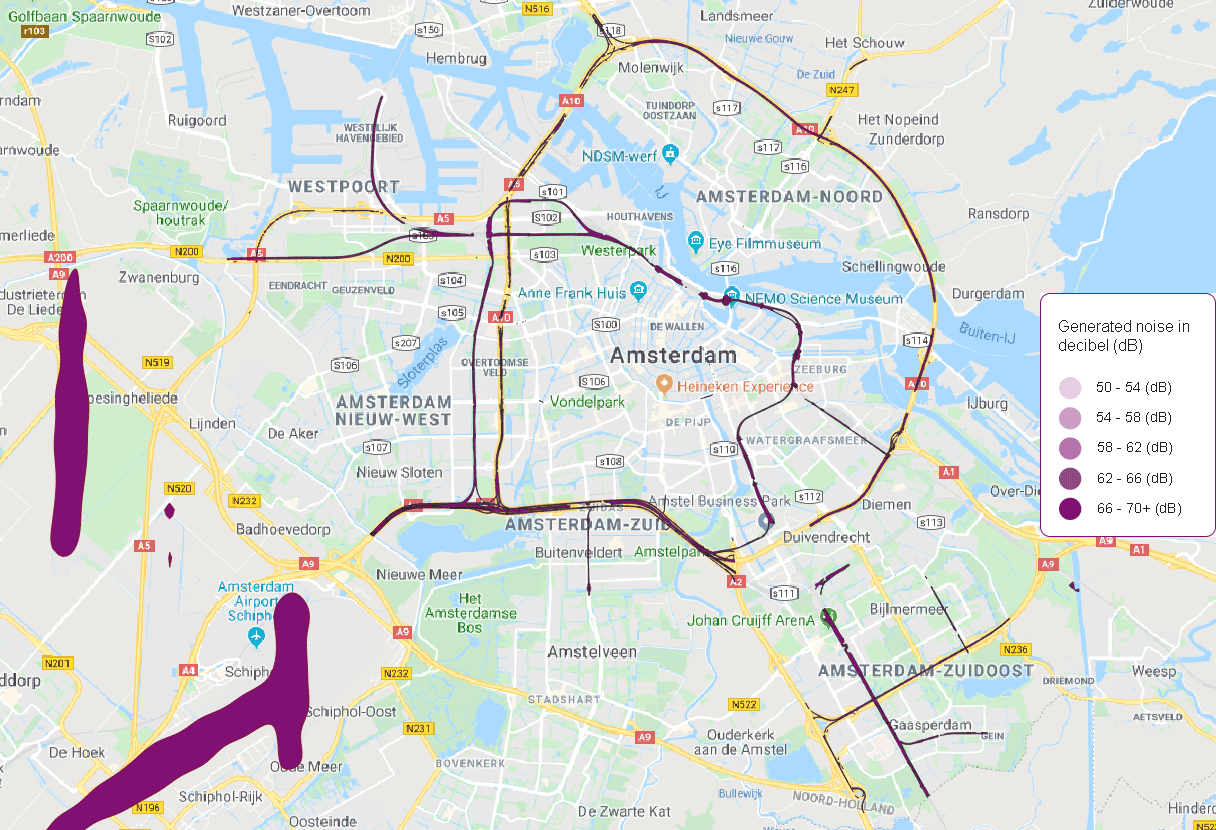 Golfbaan Spaarnwoude
r103
Westzaner-Overtoom
N516
Landsmeer
Zuiderwoude
S102
s150
s118
Nieuwe Gouw
Het Schouw
Hembrug
Molenwijk
De Zuid
N247
A10
rndam
Ruigoord
TUINDORP
OOSTZAAN
s117
WESTELIJK
HAVENGEBIED
A10
Het Nopeind
Zunderdorp
arnwoude
NDSM-werf
s117
s116
WESTPOORT
A5
s101
AMSTERDAM-NOORD
Spaarnwoude/
houtrak
A5
S102
HOUTHAVENS
Ransdorp
merliede
s103
Eye Filmmuseum
A200
N200
A5
N200
s103
Westerpark
A9
Zwanenburg
s116
Schellingwoude
EENDRACHT
GEUZENVELD
s104
Anne Frank Huis
NEMO Science Museum
Durgerdam
dustrieterr
De Liede
s105
A10
S100
DE WALLEN
Buiten-IJ
s207
s114
N519
Sloterplas
s106
OVERTOOMSE
VELD
Amsterdam
ZEEBURG
S106
Heineken Experience
A10
oesingheliede
AMSTERDAM
NIEUW-WEST
Vondelpark
IJburg
Lijnden
De Aker
DE PIJP
s107
s110
WATERGRAAFSMEER
Nieuw Sloten
s108
A1
N520
N232
Amstel Business Park
s112
Over-Di
Diemen
Badhoevedorp
ZUIDAS
AMSTERDAM-ZUID
s113
A5
Buitenveldert
Amstelpark
Duivendrecht
A9
A1
A9
Nieuwe Meer
A2
A9
Amsterdam
Airport
Schiphol
Het
Amsterdamse
Bos
s111
Bijlmermeer
Johan Cruijff ArenA
A9
Amstelveen
N236
N201
A4
Schiphol
N232
AMSTERDAM-ZUIDOOST
Weesp
ddorp
DRIEMOND
STADSHART
Schiphol-Oost
N522
AETSVELD
N231
Gaasperdam
GEIN
De Hoek
A9
Ouderkerk
aan de Amstel
Oude Meer
BOVENKERK
Schiphol-Rijk
N196
Bullewijk
NOORD-HOLLAND
De Zwarte Kat
Oosteinde
Hinderd
N52
Generated noise in
decibel (dB)
50 - 54 (dB)
54 - 58 (dB)
58 - 62 (dB)
62 - 66 (dB)
66 - 70+ (dB)